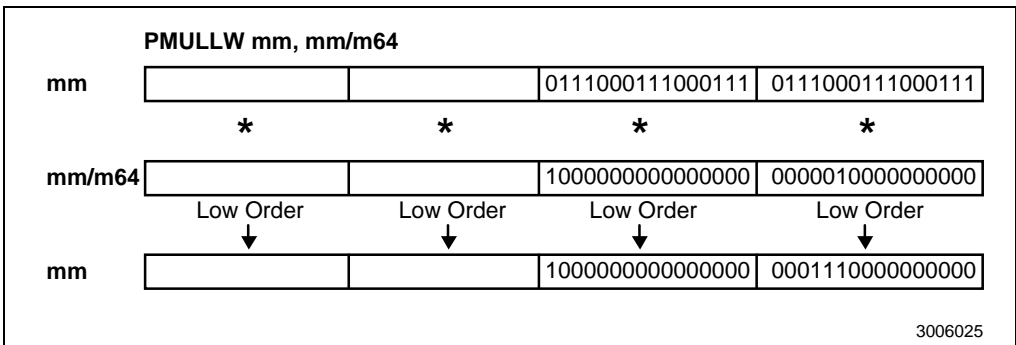 PMULLW mm, mm/m64
mm 0111000111000111 0111000111000111
* * * *
mm/m64 1000000000000000 0000010000000000
Low Order Low Order Low Order Low Order
mm 1000000000000000 0001110000000000
3006025